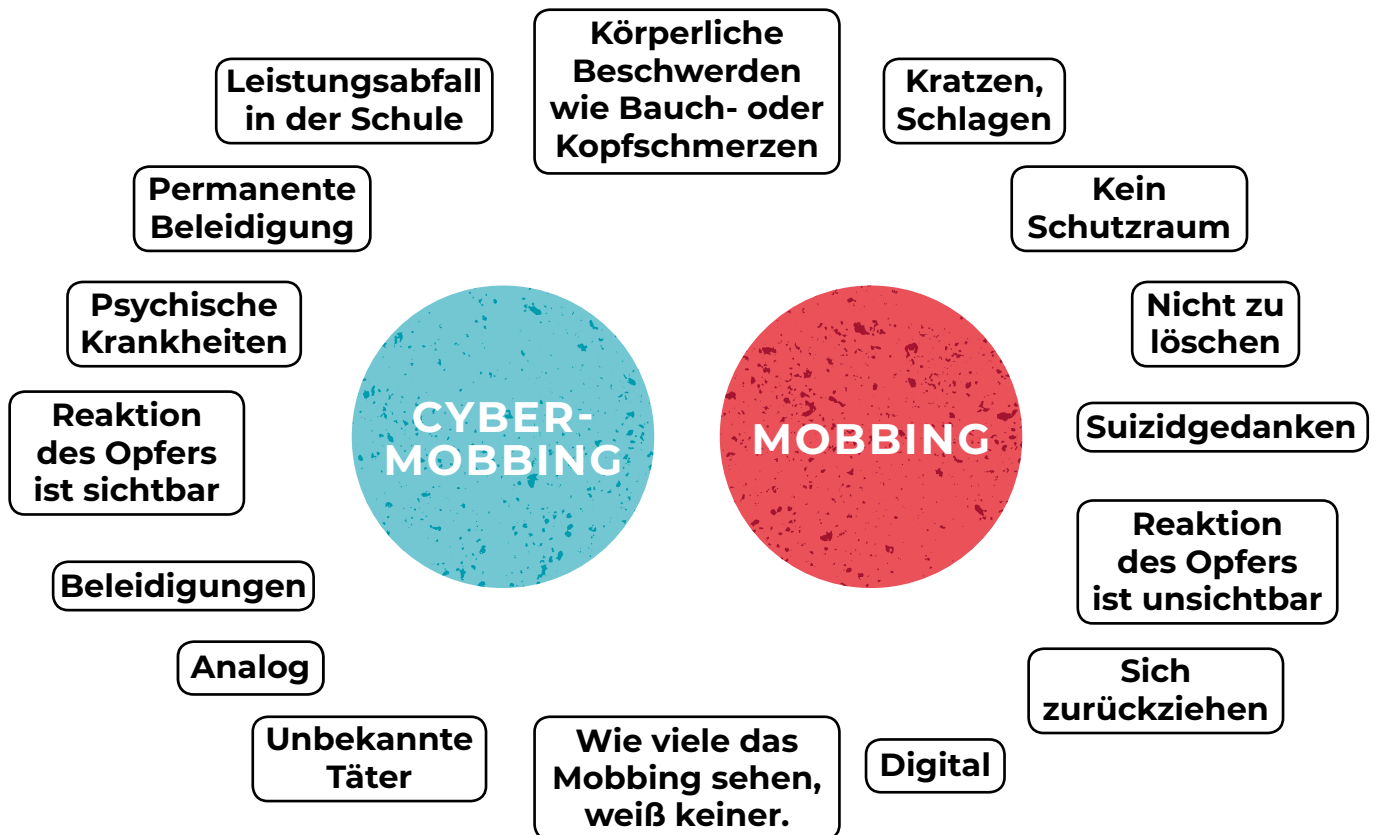 Körperliche
Beschwerden
wie Bauch- oder
Kopfschmerzen
Leistungsabfall
in der Schule
Kratzen,
Schlagen
Permanente
Beleidigung
Kein
Schutzraum
Psychische
Krankheiten
Nicht zu
löschen
CYBER-
MOBBING
MOBBING
Reaktion
des Opfers
ist sichtbar
Suizidgedanken
Reaktion
des Opfers
ist unsichtbar
Beleidigungen
Analog
Sich
zurückziehen
Unbekannte
Täter
Wie viele das
Mobbing sehen,
weiß keiner.
Digital